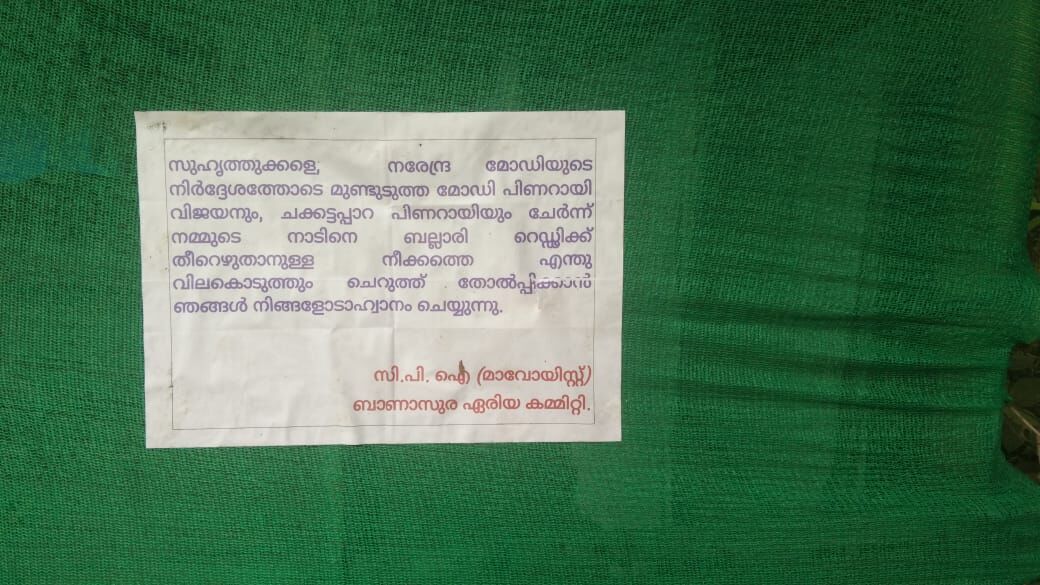 സുഹൃത്തുക്കളെ; നരേന്ദ്ര മോഡിയുടെ
നിർദ്ദേശത്തോടെ മുണ്ടുടുത്ത മോഡി പിണറായി
വിജയനും, ചക്കട്ടപ്പാറ പിണറായിയും ചേർന്ന്
നമ്മുടെ നാടിനെ ബല്ലാരി റെഡ്ഢിക്ക്
തീറെഴുതാനുള്ള നീക്കത്തെ എന്തു
വിലകൊടുത്തും ചെറുത്ത് തോൽപ്പിക്കാൻ
ഞങ്ങൾ നിങ്ങളോടാഹ്വാനം ചെയ്യുന്നു.
സി.പി. ഐ (മാവോയിസ്റ്റ്)
ബാണാസുര ഏരിയ കമ്മിറ്റി.